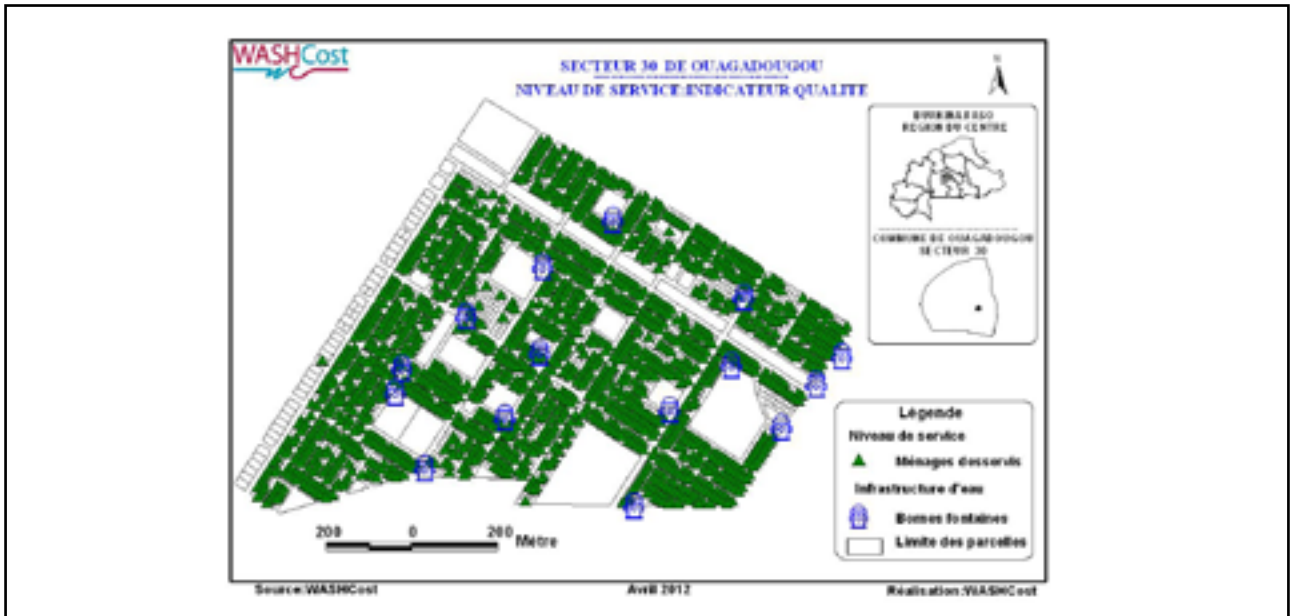 WASHCost
SECTEUR 30 DE OUAGADOUGOU
NIVEAU DE SERVICE:INDICATEUR QUALITE
N
BURKINA FASO
REGION DU CENTRE
COMMUNE DE OUAGADOUGOU
SECTEUR 30
Légende
Niveau de service
Ménages desservis
Infrastructure d'eau
Bornes fontaines
Limite des parcelles
200 0 200 Mètre
Source:WASHCost Avril 2012 Réalisation:WASHCost